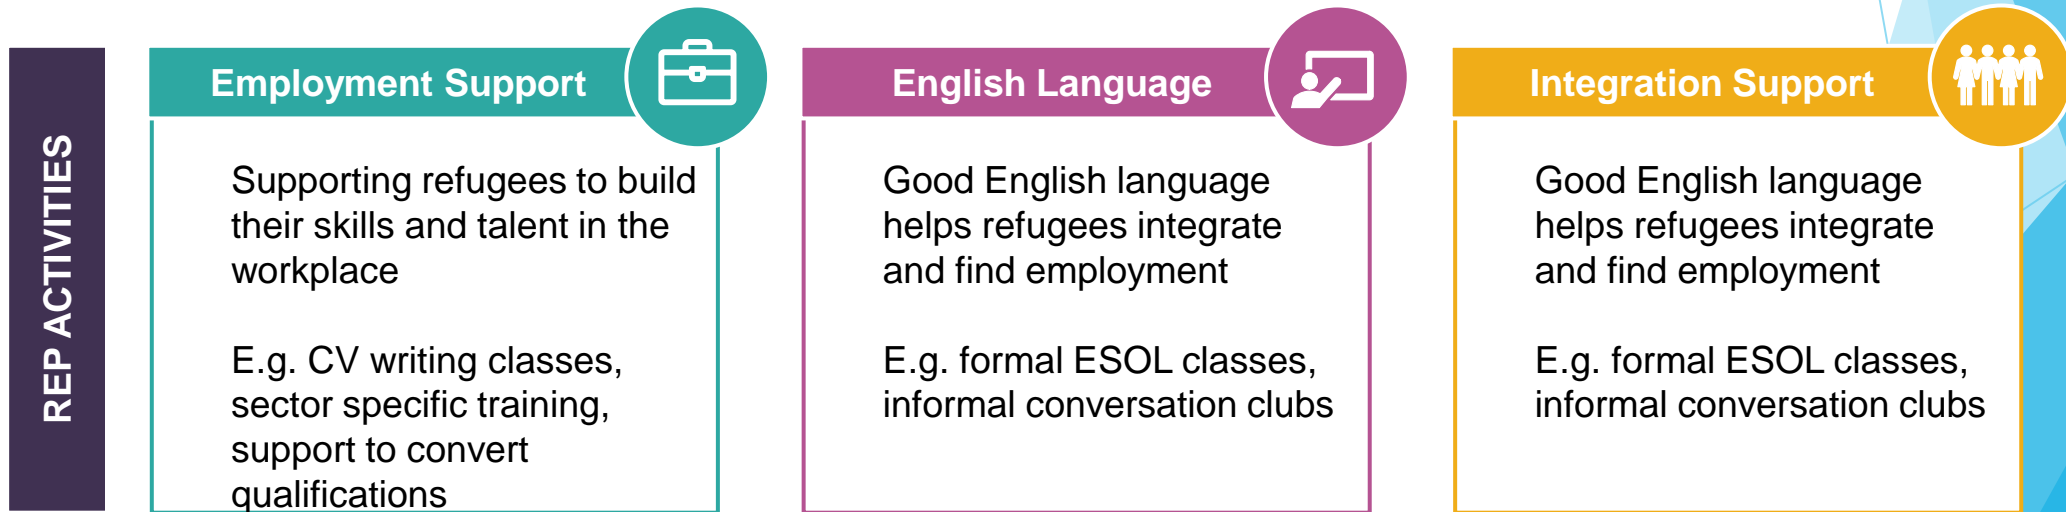 REP ACTIVITIES
Employment Support
Supporting refugees to build
their skills and talent in the
workplace
E.g. CV writing classes,
sector specific training,
support to convert
qualifications
English Language
Good English language
helps refugees integrate
and find employment
E.g. formal ESOL classes,
informal conversation clubs
Integration Support
Good English language
helps refugees integrate
and find employment
E.g. formal ESOL classes,
informal conversation clubs